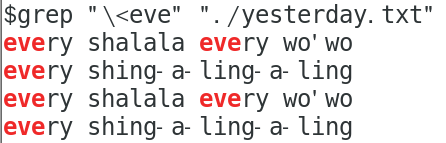 $grep "\<eve" "./yesterday.txt"
every shalala every wo'wo
every shing-a-ling-a-ling
every shalala every wo'wo
every shing-a-ling-a-ling